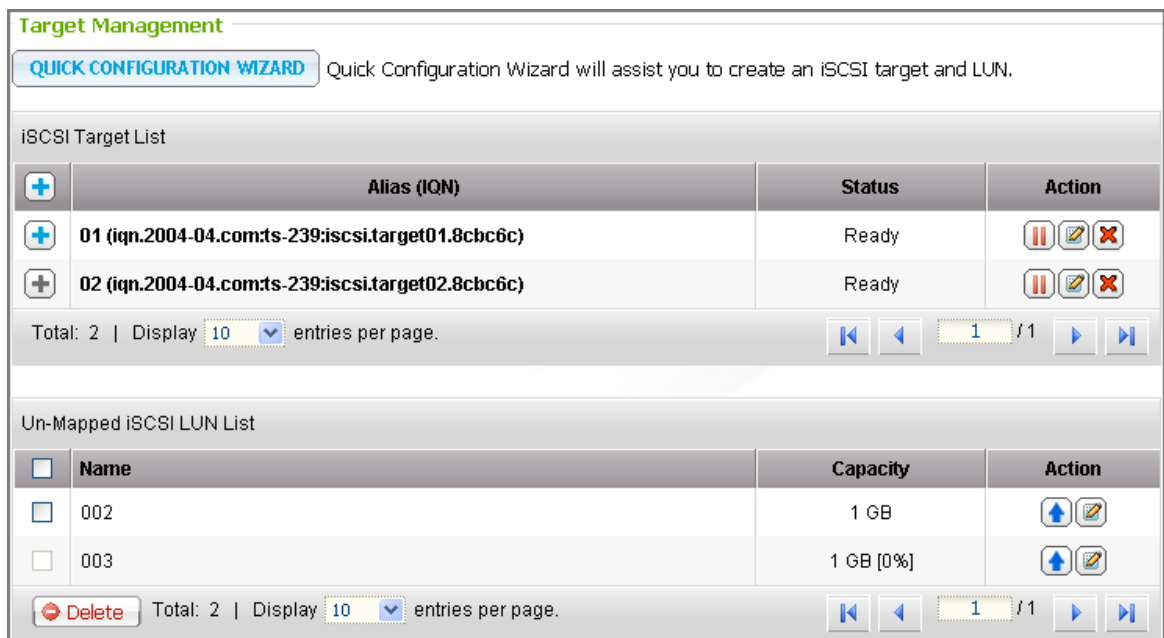 Target Management
QUICK CONFIGURATION WIZARD Quick Configuration Wizard will assist you to create an iSCSI target and LUN.
iSCSI Target List
Alias (IQN) Status Action
01 (iqn.2004-04.com:ts-239:iscsi.target01.8cbc6c) Ready
02 (iqn.2004-04.com:ts-239:iscsi.target02.8cbc6c) Ready
Total: 2 | Display 10 entries per page. 1 / 1
Un-Mapped iSCSI LUN List
Name Capacity Action
002 1 GB
003 1 GB [0%]
Delete Total: 2 | Display 10 entries per page. 1 / 1